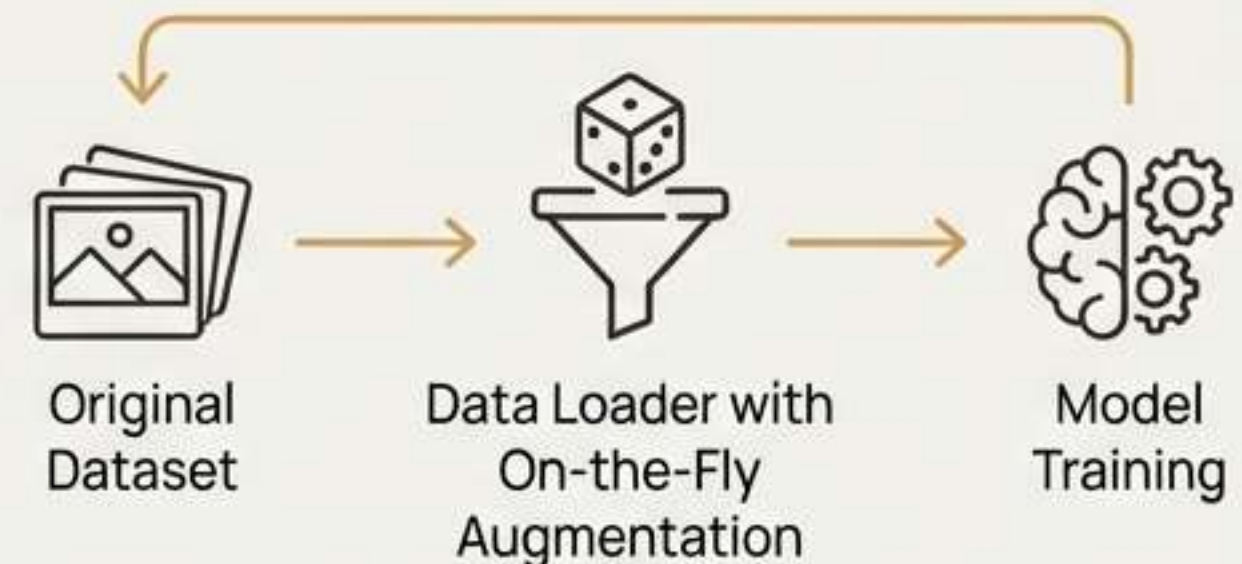 Original
Dataset
Data Loader with
On-the-Fly
Augmentation
Model
Training